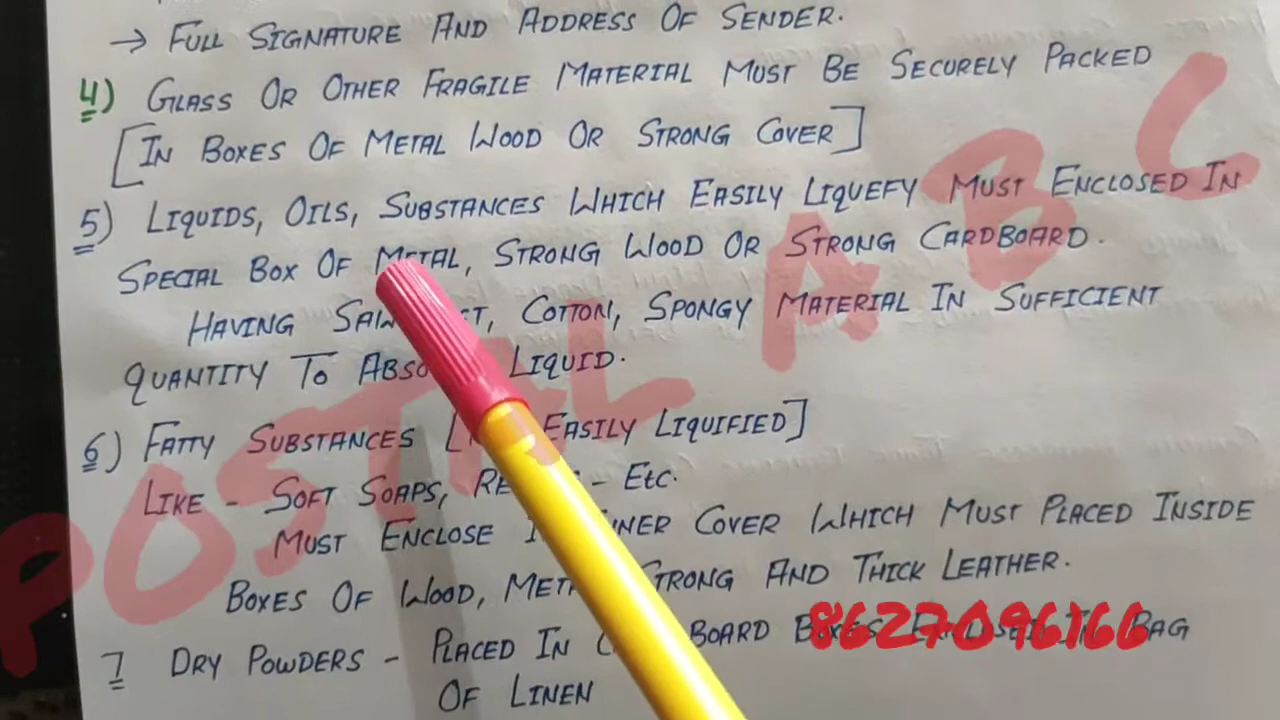 → FULL SIGNATURE AND ADDRESS OF SENDER.
4) GLASS OR OTHER FRAGILE MATERIAL MUST BE SECURELY PACKED
[IN BOXES OF METAL WOOD OR STRONG COVER]
5) LIQUIDS, OILS, SUBSTANCES WHICH EASILY LIQUEFY MUST ENCLOSED IN
SPECIAL BOX OF METAL, STRONG WOOD OR STRONG CARDBOARD.
HAVING COTTON, SPONGY MATERIAL IN SUFFICIENT
QUANTITY TO LIQUID.
6) FATTY SUBSTANCES [ EASILY LIQUIFIED]
LIKE - SOFT SOAPS, - ETC.
MUST ENCLOSE COVER WHICH MUST PLACED INSIDE
BOXES OF WOOD, STRONG AND THICK LEATHER.
7 DRY POWDERS - PLACED IN BOXES IN BAG
OF LINEN
POSTAL ABC
8627096166